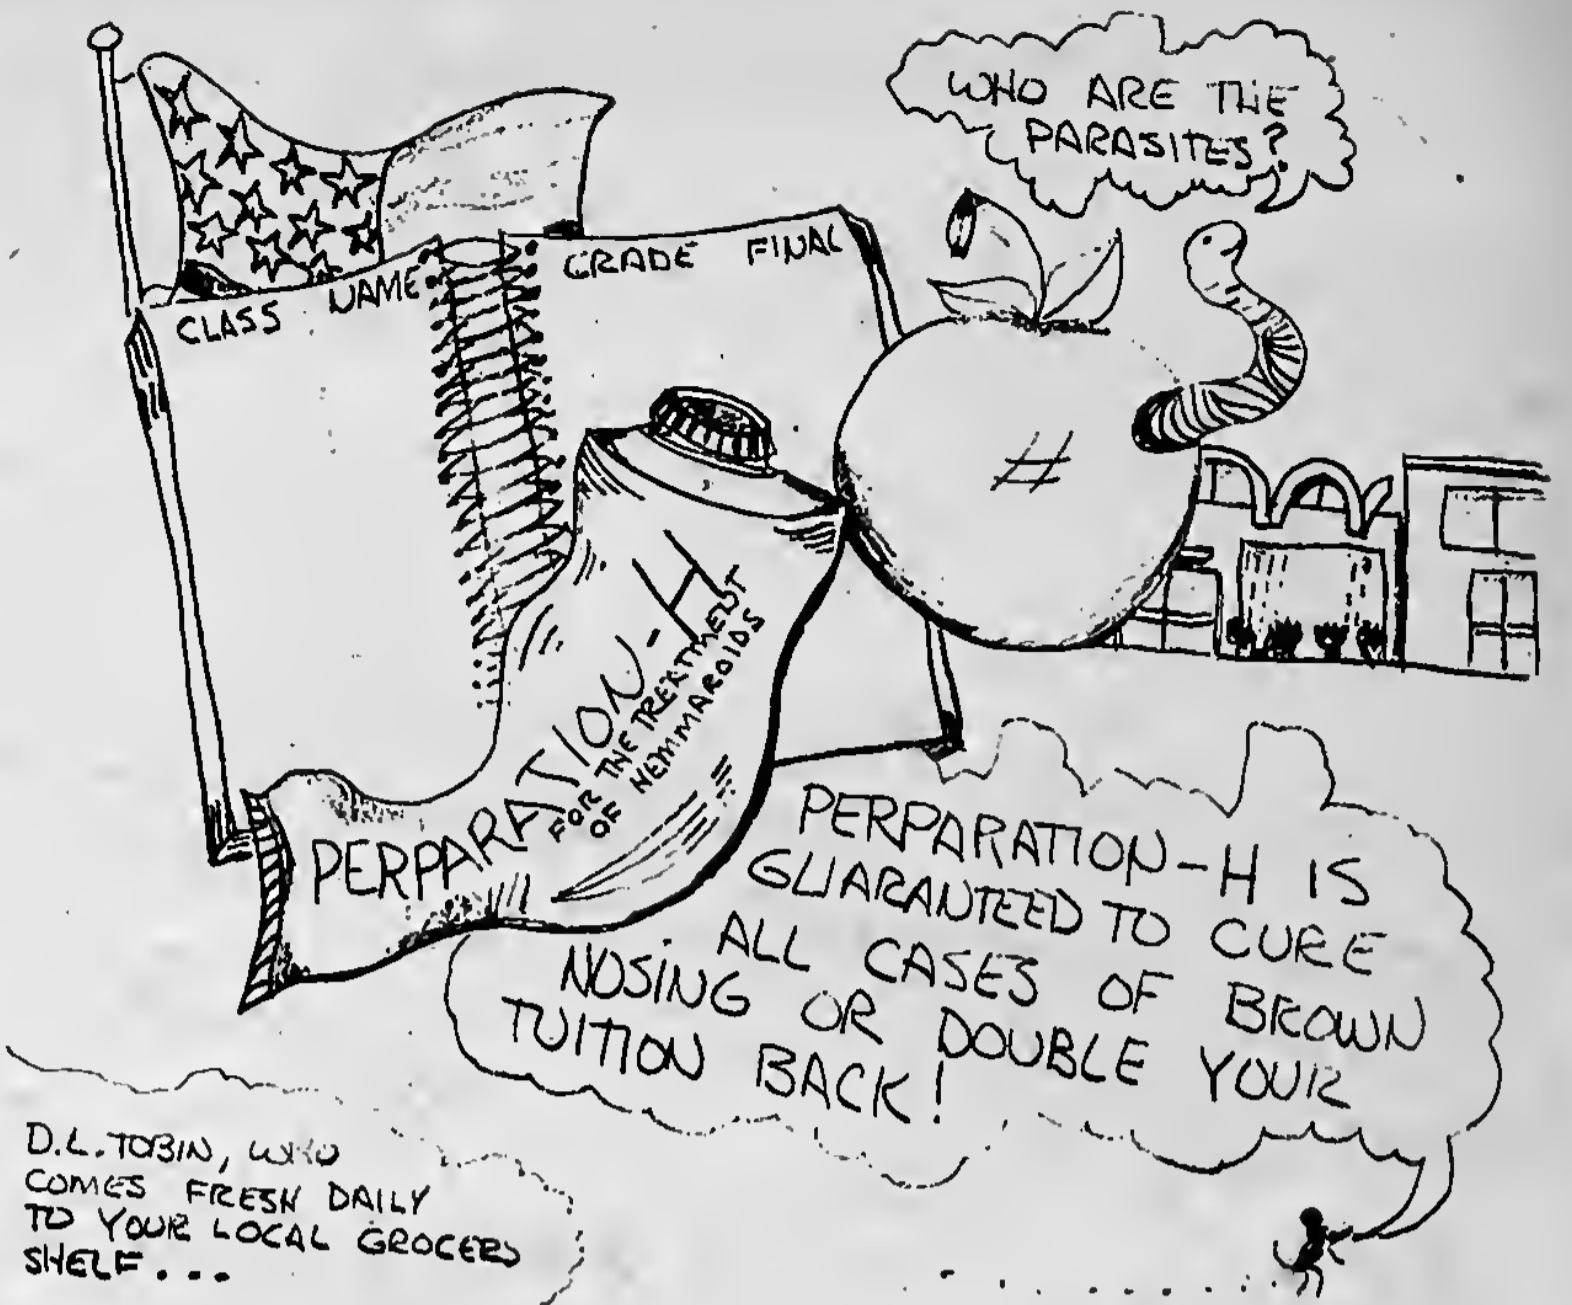 WHO ARE THE
PARASITES?
CLASS NAME
GRADE FINAL
#
PERPARATION-H
FOR THE TREATMENT
OF HEMMAROIDS
PERPARATION-H IS
GUARANTEED TO CURE
ALL CASES OF BROWN
NOSING OR DOUBLE YOUR
TUITION BACK!
D.L. TOBIN, WHO
COMES FRESH DAILY
TO YOUR LOCAL GROCERS
SHELF...